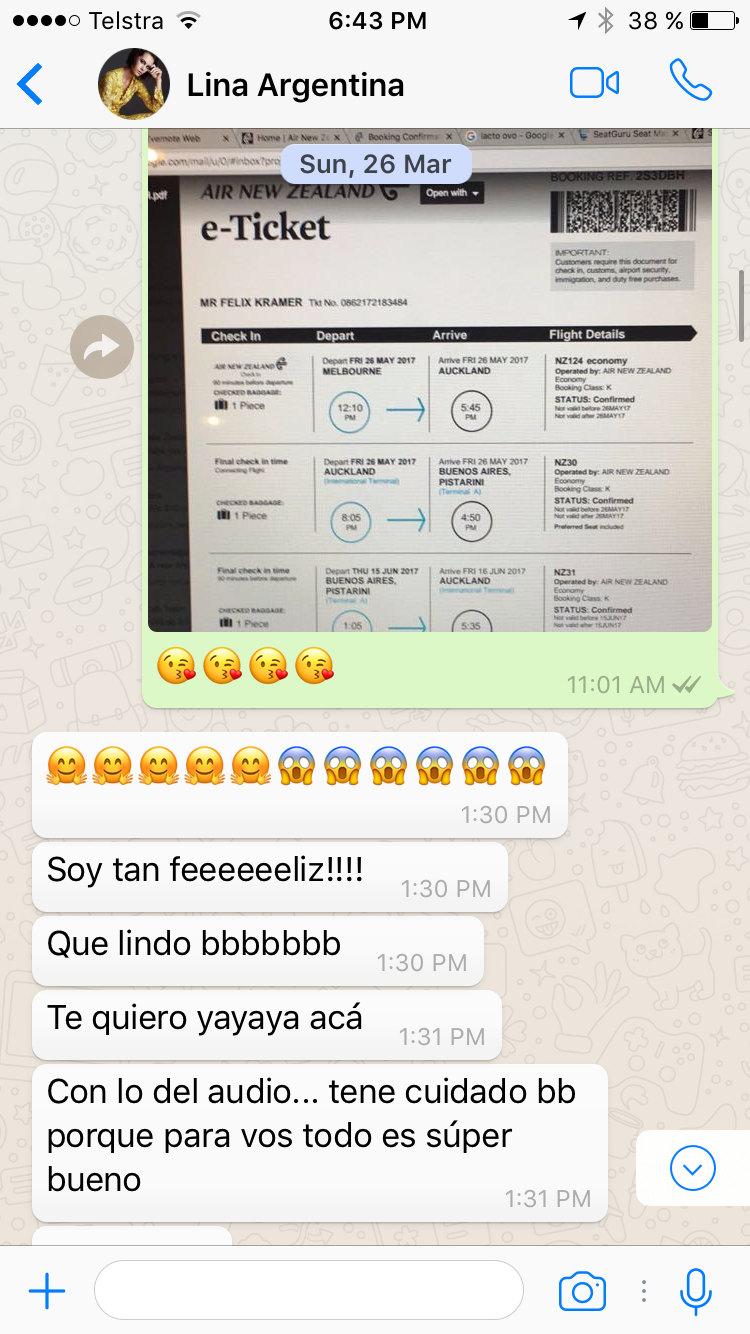 Telstra 6:43 PM 38 %
Lina Argentina
Home | Air New Booking Confirma lacto ovo - Googl SeatGuru Seat Ma
Sun, 26 Mar
.pdf
AIR NEW ZEALAND
Open with
BOOKING REF. 2S3DBH
e-Ticket
IMPORTANT:
Customers require this document for
check in, customs, airport security,
immigration, and duty free purchases.
MR FELIX KRAMER Tkt No. 0862172183484
Check In Depart Arrive Flight Details
AIR NEW ZEALAND
Check in
90 minutes before departure
CHECKED BAGGAGE:
1 Piece
Depart FRI 26 MAY 2017
MELBOURNE
12:10
PM
Arrive FRI 26 MAY 2017
AUCKLAND
5:45
PM
NZ124 economy
Operated by: AIR NEW ZEALAND
Economy
Booking Class: K
STATUS: Confirmed
Not valid before 26MAY17
Not valid after 26MAY17
Final check in time
Connecting Flight
CHECKED BAGGAGE:
1 Piece
Depart FRI 26 MAY 2017
AUCKLAND
(International Terminal)
8:05
PM
Arrive FRI 26 MAY 2017
BUENOS AIRES,
PISTARINI
(Terminal A)
4:50
PM
NZ30
Operated by: AIR NEW ZEALAND
Economy
Booking Class: K
STATUS: Confirmed
Not valid before 26MAY17
Not valid after 26MAY17
Preferred Seat included
Final check in time
90 minutes before departure
CHECKED BAGGAGE:
1 Piece
Depart THU 15 JUN 2017
BUENOS AIRES,
PISTARINI
(Terminal A)
1:05
Arrive FRI 16 JUN 2017
AUCKLAND
(International Terminal)
5:35
NZ31
Operated by: AIR NEW ZEALAND
Economy
Booking Class: K
STATUS: Confirmed
Not valid before 15JUN17
Not valid after 15JUN17
😘😘😘😘
11:01 AM
🤗🤗🤗🤗🤗😱😱😱😱😱😱
1:30 PM
Soy tan feeeeeeliz!!!! 1:30 PM
Que lindo bbbbbbb 1:30 PM
Te quiero yayaya acá 1:31 PM
Con lo del audio... tene cuidado bb
porque para vos todo es súper
bueno
1:31 PM